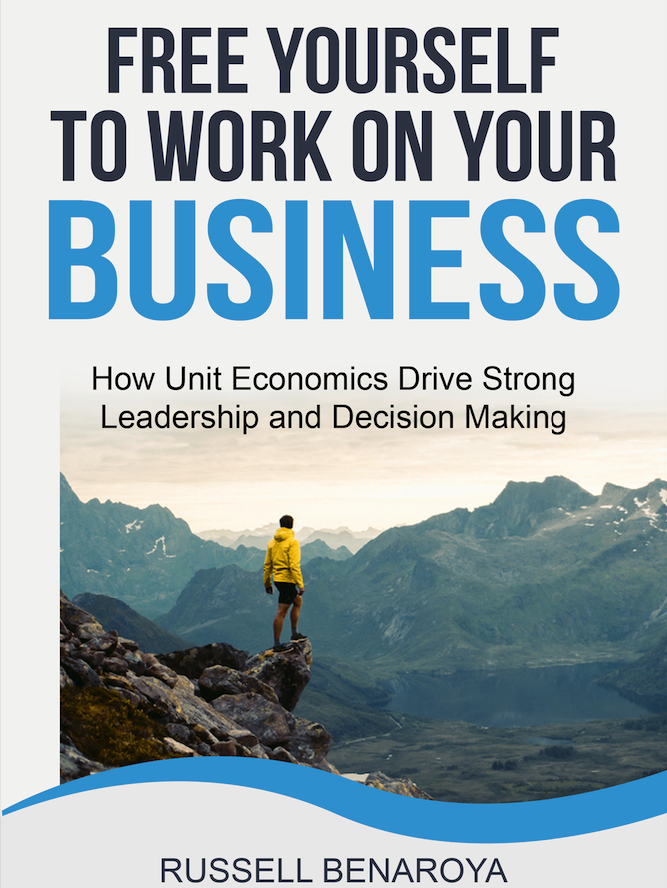 FREE YOURSELF
TO WORK ON YOUR
BUSINESS
How Unit Economics Drive Strong
Leadership and Decision Making
RUSSELL BENAROYA